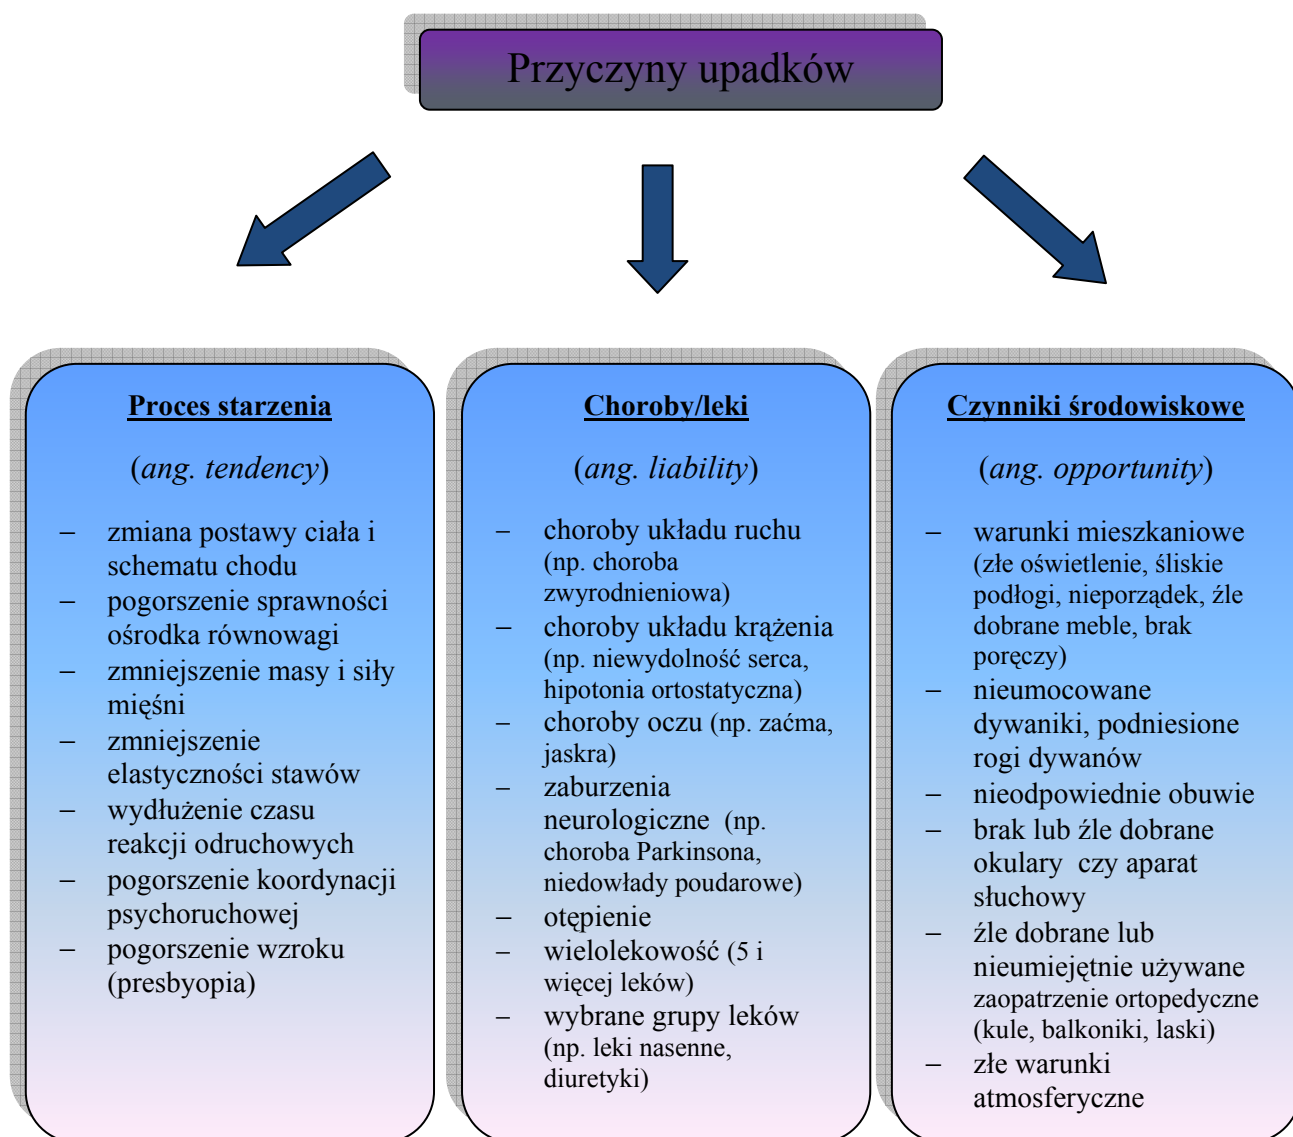 Przyczyny upadków
Proces starzenia
(ang. tendency)
– zmiana postawy ciała i
schematu chodu
– pogorszenie sprawności
ośrodka równowagi
– zmniejszenie masy i siły
mięśni
– zmniejszenie
elastyczności stawów
– wydłużenie czasu
reakcji odruchowych
– pogorszenie koordynacji
psychoruchowej
– pogorszenie wzroku
(presbyopia)
Choroby/leki
(ang. liability)
– choroby układu ruchu
(np. choroba
zwyrodnieniowa)
– choroby układu krążenia
(np. niewydolność serca,
hipotonia ortostatyczna)
– choroby oczu (np. zaćma,
jaskra)
– zaburzenia
neurologiczne (np.
choroba Parkinsona,
niedowłady poudarowe)
– otępienie
– wielolekowość (5 i
więcej leków)
– wybrane grupy leków
(np. leki nasenne,
diuretyki)
Czynniki środowiskowe
(ang. opportunity)
– warunki mieszkaniowe
(złe oświetlenie, śliskie
podłogi, nieporządek, źle
dobrane meble, brak
poręczy)
– nieumocowane
dywaniki, podniesione
rogi dywanów
– nieodpowiednie obuwie
– brak lub źle dobrane
okulary czy aparat
słuchowy
– źle dobrane lub
nieumiejętnie używane
zaopatrzenie ortopedyczne
(kule, balkoniki, laski)
– złe warunki
atmosferyczne